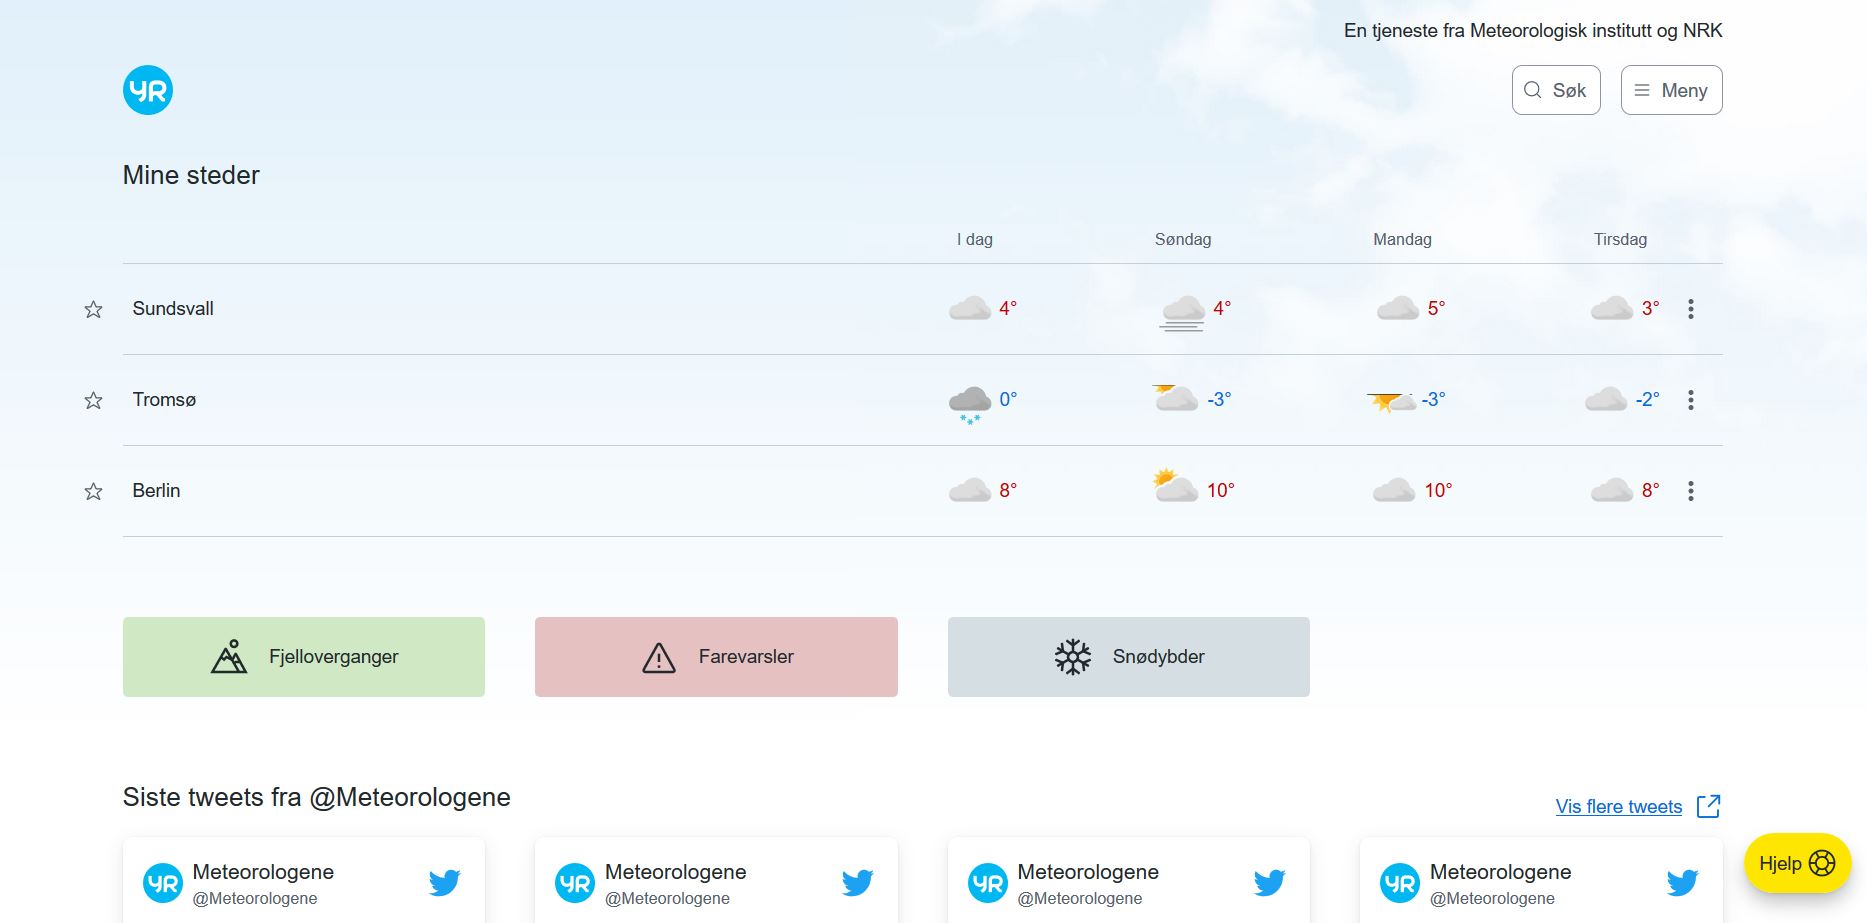 En tjeneste fra Meteorologisk institutt og NRK
YR
Søk
Meny
Mine steder
I dag Søndag Mandag Tirsdag
Sundsvall 4° 4° 5° 3°
Tromsø 0° -3° -3° -2°
Berlin 8° 10° 10° 8°
Fjelloverganger
Farevarsler
Snødybder
Siste tweets fra @Meteorologene
Vis flere tweets
Hjelp
YR Meteorologene
@Meteorologene
YR Meteorologene
@Meteorologene
YR Meteorologene
@Meteorologene
YR Meteorologene
@Meteorologene